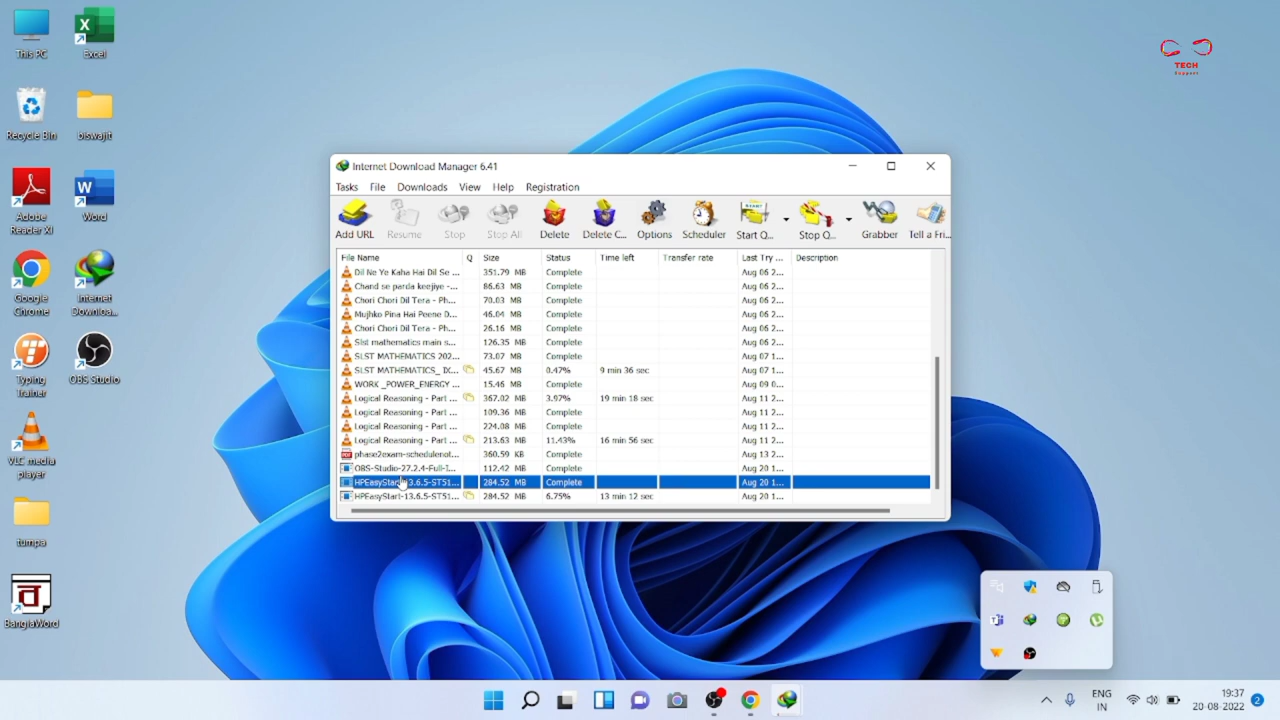 This PC
Excel
Recycle Bin
biswajit
Adobe
Reader XI
Word
Google
Chrome
Internet
Downloa...
Typing
Trainer
OBS Studio
VLC media
player
tumpa
BanglaWord
TECH
Support
Internet Download Manager 6.41
Tasks File Downloads View Help Registration
Add URL Resume Stop Stop All Delete Delete C... Options Scheduler Start Q... Stop Q... Grabber Tell a Fri...
File Name Q Size Status Time left Transfer rate Last Try ... Description
Dil Ne Ye Kaha Hai Dil Se ... 351.79 MB Complete Aug 06 2...
Chand se parda keejiye -... 86.63 MB Complete Aug 06 2...
Chori Chori Dil Tera - Ph... 70.03 MB Complete Aug 06 2...
Mujhko Pina Hai Peene D... 46.04 MB Complete Aug 06 2...
Chori Chori Dil Tera - Ph... 26.16 MB Complete Aug 06 2...
Slst mathematics main s... 126.35 MB Complete Aug 06 2...
SLST MATHEMATICS 202... 73.07 MB Complete Aug 07 1...
SLST MATHEMATICS_ IX... 45.67 MB 0.47% 9 min 36 sec Aug 07 1...
WORK _POWER_ENERGY ... 15.46 MB Complete Aug 09 0...
Logical Reasoning - Part ... 367.02 MB 3.97% 19 min 18 sec Aug 11 2...
Logical Reasoning - Part ... 109.36 MB Complete Aug 11 2...
Logical Reasoning - Part ... 224.08 MB Complete Aug 11 2...
Logical Reasoning - Part ... 213.63 MB 11.43% 16 min 56 sec Aug 11 2...
phase2exam-schedulenot... 360.59 KB Complete Aug 13 2...
OBS-Studio-27.2.4-Full-I... 112.42 MB Complete Aug 20 1...
HPEasyStart-13.6.5-ST51... 284.52 MB Complete Aug 20 1...
HPEasyStart-13.6.5-ST51... 284.52 MB 6.75% 13 min 12 sec Aug 20 1...
ENG
IN
19:37
20-08-2022
2